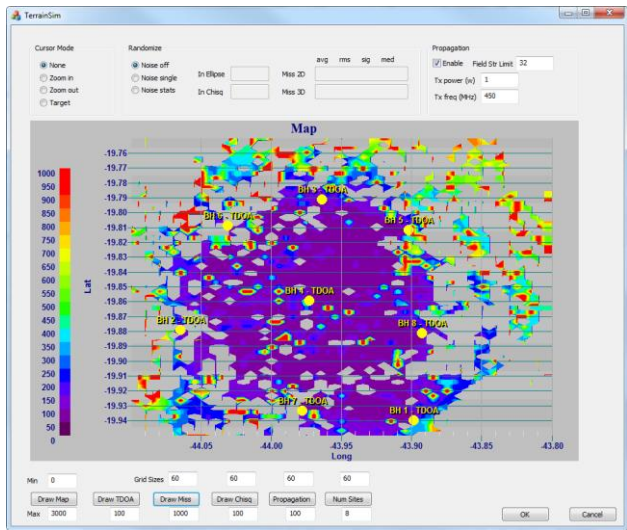 TerrainSim
Cursor Mode
None
Zoom in
Zoom out
Target
Randomize
Noise off
Noise single
Noise stats
In Ellipse
In Chisq
avg rms sig med
Miss 2D
Miss 3D
Propagation
Enable Field Str Limit 32
Tx power (w) 1
Tx freq (MHz) 450
Map
1000
950
900
850
800
750
700
650
600
550
500
450
400
350
300
250
200
150
100
50
0
Lat
-19.76
-19.77
-19.78
-19.79
-19.80
-19.81
-19.82
-19.83
-19.84
-19.85
-19.86
-19.87
-19.88
-19.89
-19.90
-19.91
-19.92
-19.93
-19.94
BH 3 - TDOA
BH 6 - TDOA
BH 5 - TDOA
BH 4 - TDOA
BH 2 - TDOA
BH 8 - TDOA
BH 7 - TDOA
BH 1 - TDOA
-44.05 -44.00 -43.95 -43.90 -43.85 -43.80
Long
Min 0 Grid Sizes 60 60 60 60
Draw Map Draw TDOA Draw Miss Draw Chisq Propagation Num Sites
Max 3000 100 1000 100 100 8
OK Cancel